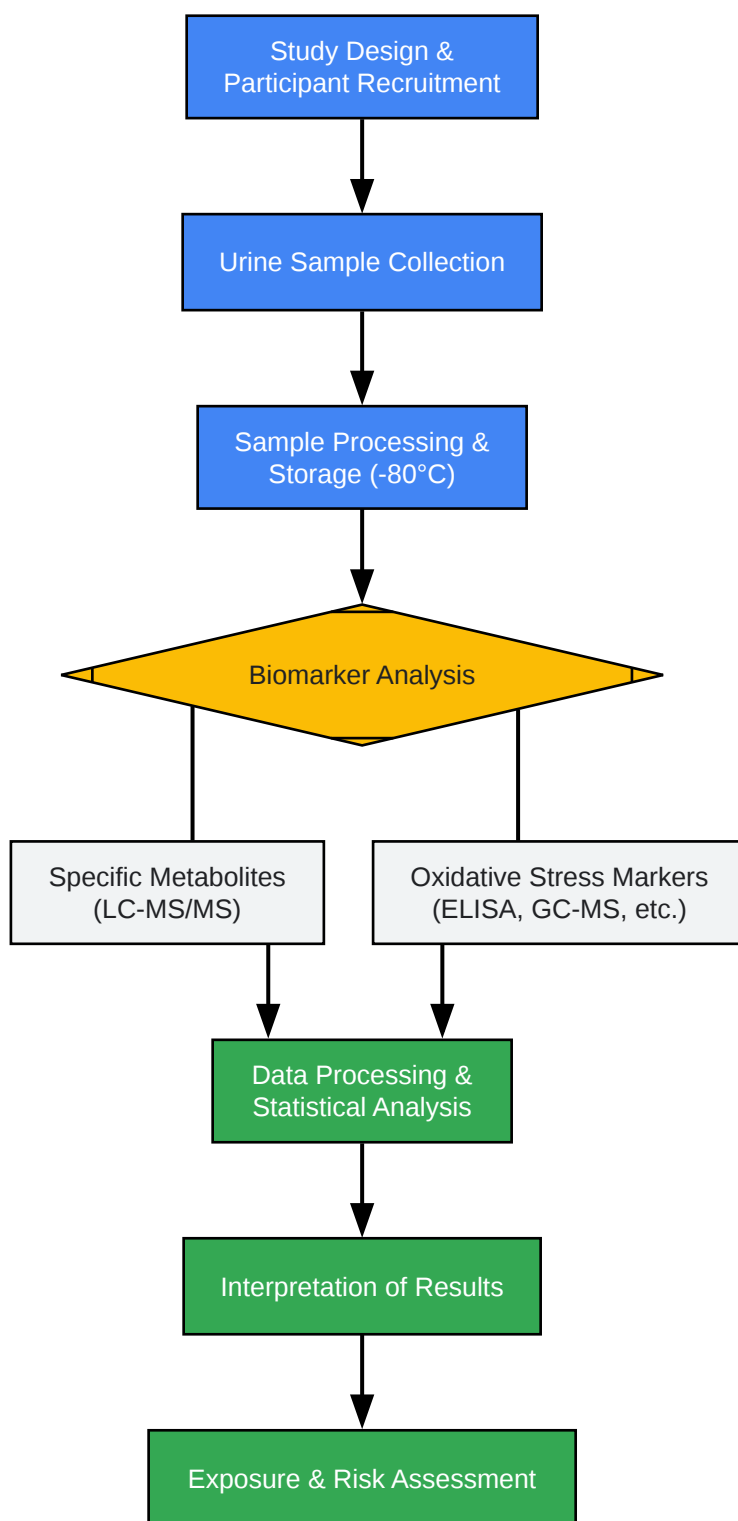 Study Design &
Participant Recruitment
Urine Sample Collection
Sample Processing &
Storage (-80°C)
Biomarker Analysis
Specific Metabolites
(LC-MS/MS)
Oxidative Stress Markers
(ELISA, GC-MS, etc.)
Data Processing &
Statistical Analysis
Interpretation of Results
Exposure & Risk Assessment